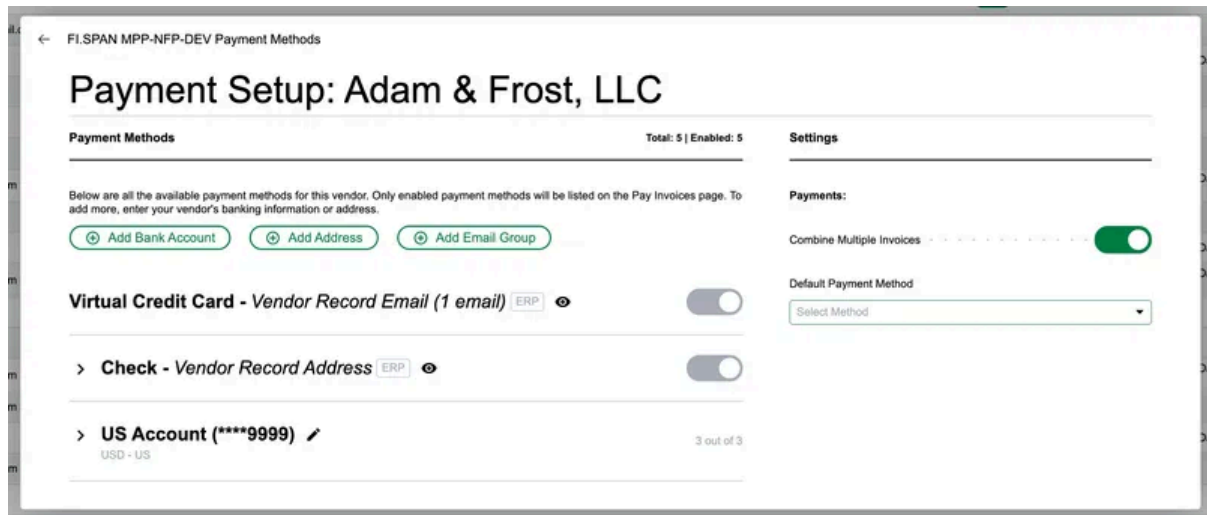 FI.SPAN MPP-NFP-DEV Payment Methods
Payment Setup: Adam & Frost, LLC
Payment Methods
Total: 5 | Enabled: 5
Below are all the available payment methods for this vendor. Only enabled payment methods will be listed on the Pay Invoices page. To
add more, enter your vendor's banking information or address.
Add Bank Account
Add Address
Add Email Group
Virtual Credit Card - Vendor Record Email (1 email) ERP
Check - Vendor Record Address ERP
US Account (****9999)
USD - US
3 out of 3
Settings
Payments:
Combine Multiple Invoices
Default Payment Method
Select Method